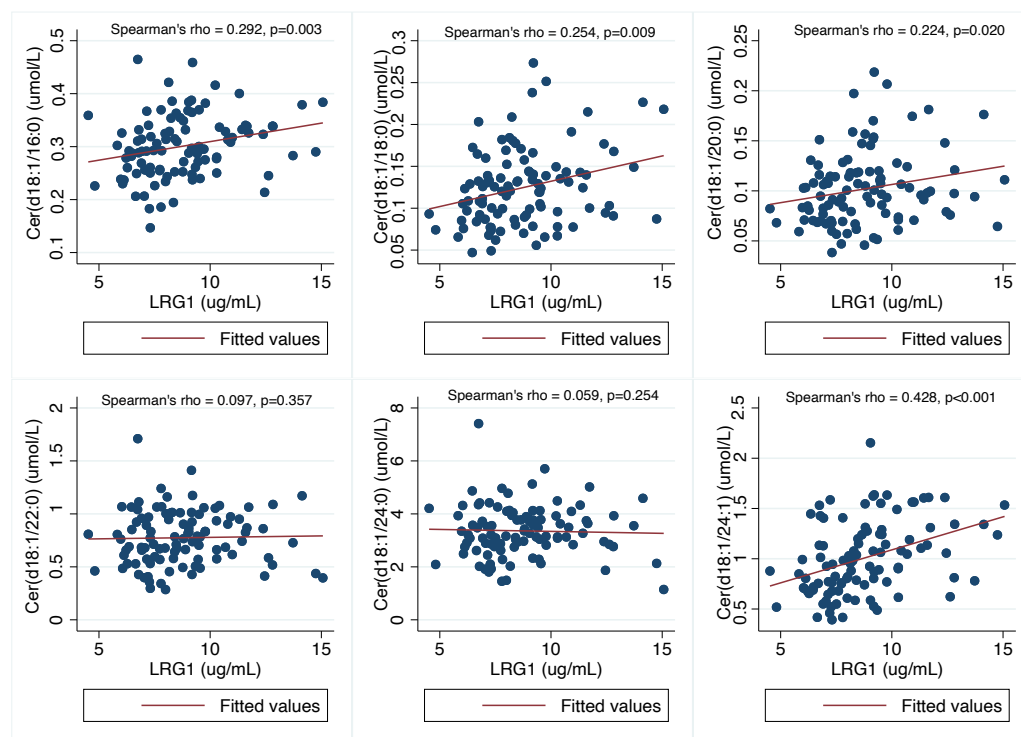 Spearman's rho = 0.292, p=0.003
Cer(d18:1/16:0) (umol/L)
0.5
0.4
0.3
0.2
0.1
5 10 15
LRG1 (ug/mL)
Fitted values
Spearman's rho = 0.254, p=0.009
Cer(d18:1/18:0) (umol/L)
0.3
0.25
0.2
0.15
0.1
0.05
5 10 15
LRG1 (ug/mL)
Fitted values
Spearman's rho = 0.224, p=0.020
Cer(d18:1/20:0) (umol/L)
0.25
0.2
0.15
0.1
0.05
5 10 15
LRG1 (ug/mL)
Fitted values
Spearman's rho = 0.097, p=0.357
Cer(d18:1/22:0) (umol/L)
2
1.5
1
0.5
0
5 10 15
LRG1 (ug/mL)
Fitted values
Spearman's rho = 0.059, p=0.254
Cer(d18:1/24:0) (umol/L)
8
6
4
2
0
5 10 15
LRG1 (ug/mL)
Fitted values
Spearman's rho = 0.428, p<0.001
Cer(d18:1/24:1) (umol/L)
2.5
2
1.5
1
0.5
5 10 15
LRG1 (ug/mL)
Fitted values